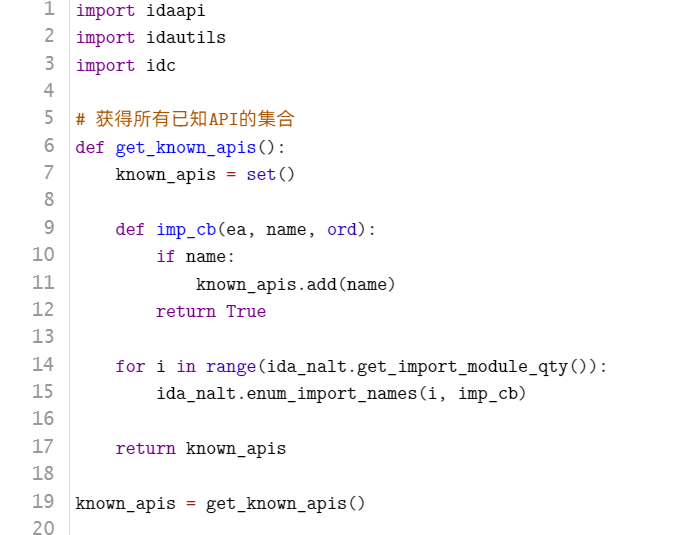 1 import idaapi
2 import idautils
3 import idc
4
5 # 获得所有已知API的集合
6 def get_known_apis():
7     known_apis = set()
8
9     def imp_cb(ea, name, ord):
10         if name:
11             known_apis.add(name)
12         return True
13
14     for i in range(ida_nalt.get_import_module_qty()):
15         ida_nalt.enum_import_names(i, imp_cb)
16
17     return known_apis
18
19 known_apis = get_known_apis()
20